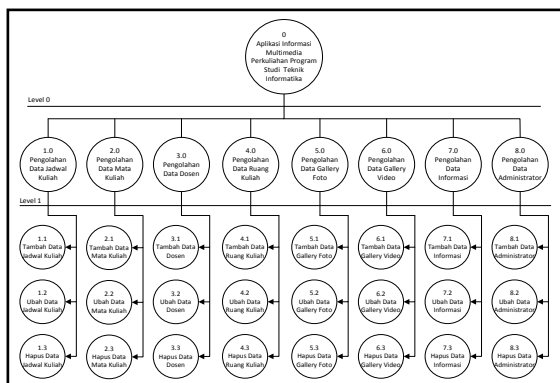 0
Aplikasi Informasi
Multimedia
Perkuliahan Program
Studi Teknik
Informatika
Level 0
1.0
Pengolahan
Data Jadwal
Kuliah
2.0
Pengolahan
Data Mata
Kuliah
3.0
Pengolahan
Data Dosen
4.0
Pengolahan
Data Ruang
Kuliah
5.0
Pengolahan
Data Gallery
Foto
6.0
Pengolahan
Data Gallery
Video
7.0
Pengolahan
Data
Informasi
8.0
Pengolahan
Data
Administrator
Level 1
1.1
Tambah Data
Jadwal Kuliah
2.1
Tambah Data
Mata Kuliah
3.1
Tambah Data
Dosen
4.1
Tambah Data
Ruang Kuliah
5.1
Tambah Data
Gallery Foto
6.1
Tambah Data
Gallery Video
7.1
Tambah Data
Informasi
8.1
Tambah Data
Administrator
1.2
Ubah Data
Jadwal Kuliah
2.2
Ubah Data
Mata Kuliah
3.2
Ubah Data
Dosen
4.2
Ubah Data
Ruang Kuliah
5.2
Ubah Data
Gallery Foto
6.2
Ubah Data
Gallery Video
7.2
Ubah Data
Informasi
8.2
Ubah Data
Administrator
1.3
Hapus Data
Jadwal Kuliah
2.3
Hapus Data
Mata Kuliah
3.3
Hapus Data
Dosen
4.3
Hapus Data
Ruang Kuliah
5.3
Hapus Data
Gallery Foto
6.3
Hapus Data
Gallery Video
7.3
Hapus Data
Informasi
8.3
Hapus Data
Administrator